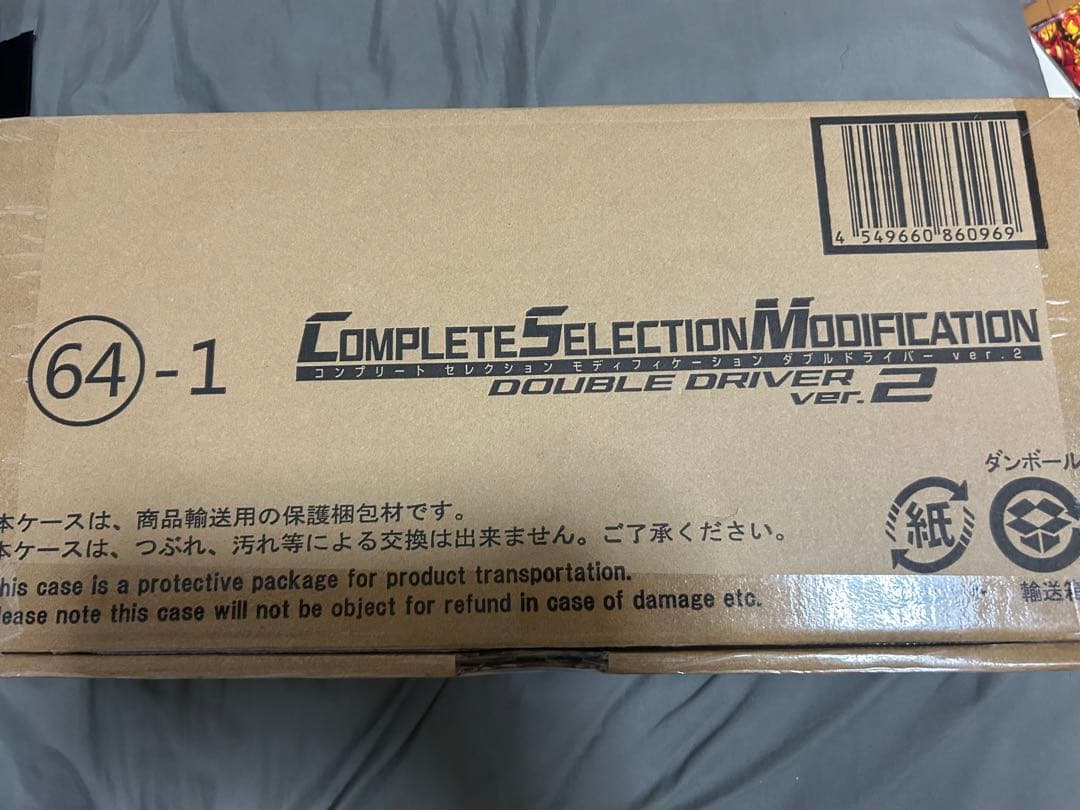 4 549660 860969
64-1
COMPLETE SELECTION MODIFICATION
コンプリート セレクション モディフィケーション ダブルドライバー ver.2
DOUBLE DRIVER
ver.2
ダンボール
紙
本ケースは、商品輸送用の保護梱包材です。
本ケースは、つぶれ、汚れ等による交換は出来ません。ご了承ください。
輸送箱
his case is a protective package for product transportation.
lease note this case will not be object for refund in case of damage etc.